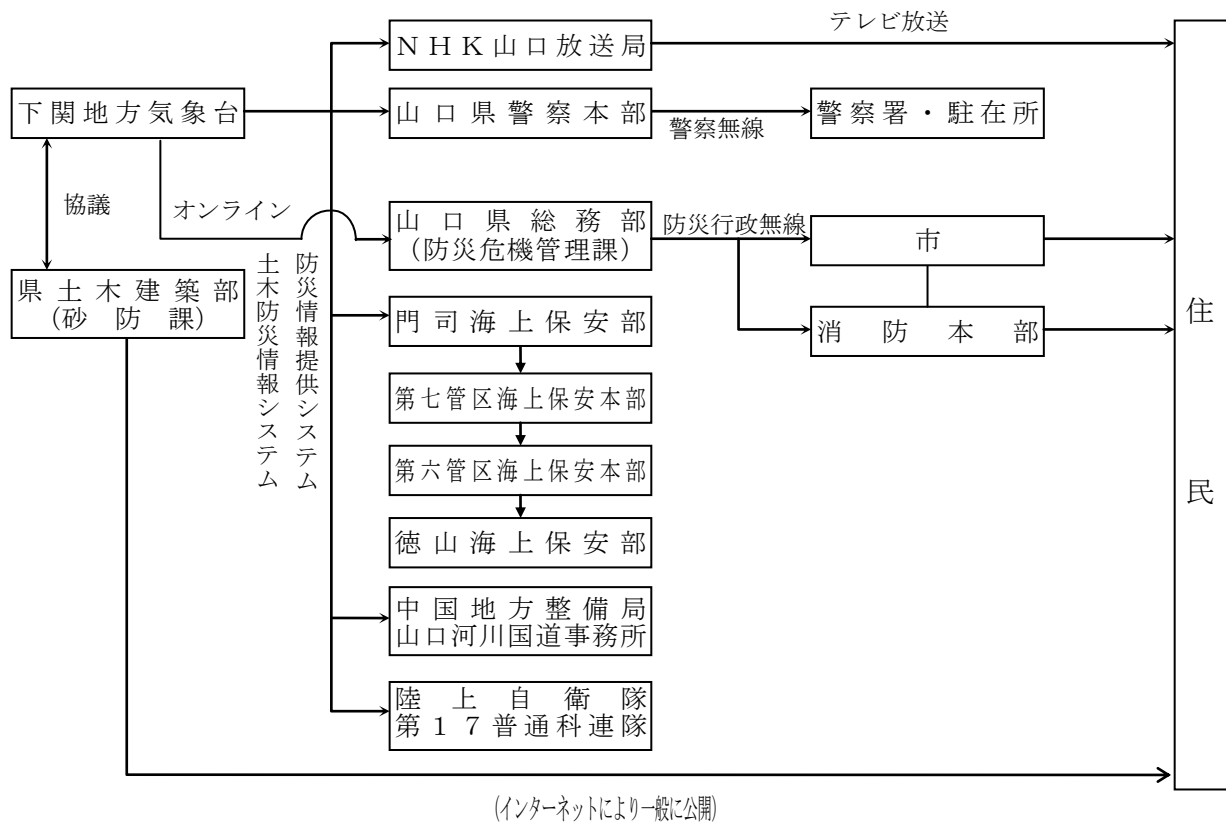 テレビ放送
NHK山口放送局
下関地方気象台
山口県警察本部
警察無線
警察署・駐在所
協議
オンライン
山口県総務部
(防災危機管理課)
防災行政無線
市
県土木建築部
(砂防課)
土木防災情報システム
防災情報提供システム
門司海上保安部
消防本部
住民
第七管区海上保安本部
第六管区海上保安本部
徳山海上保安部
中国地方整備局
山口河川国道事務所
陸上自衛隊
第17普通科連隊
(インターネットにより一般に公開)